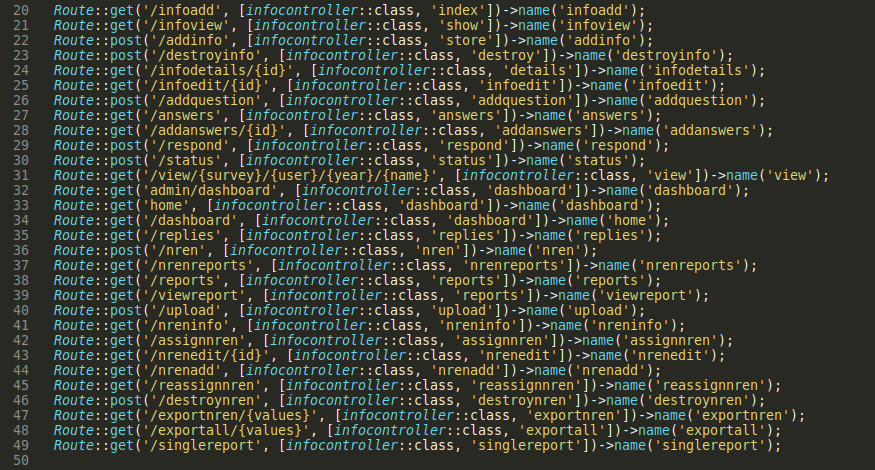 20 Route::get('/infoadd', [infocontroller::class, 'index'])->name('infoadd');
21 Route::get('/infoview', [infocontroller::class, 'show'])->name('infoview');
22 Route::post('/addinfo', [infocontroller::class, 'store'])->name('addinfo');
23 Route::post('/destroyinfo', [infocontroller::class, 'destroy'])->name('destroyinfo');
24 Route::get('/infodetails/{id}', [infocontroller::class, 'details'])->name('infodetails');
25 Route::get('/infoedit/{id}', [infocontroller::class, 'infoedit'])->name('infoedit');
26 Route::post('/addquestion', [infocontroller::class, 'addquestion'])->name('addquestion');
27 Route::get('/answers', [infocontroller::class, 'answers'])->name('answers');
28 Route::get('/addanswers/{id}', [infocontroller::class, 'addanswers'])->name('addanswers');
29 Route::post('/respond', [infocontroller::class, 'respond'])->name('respond');
30 Route::post('/status', [infocontroller::class, 'status'])->name('status');
31 Route::get('/view/{survey}/{user}/{year}/{name}', [infocontroller::class, 'view'])->name('view');
32 Route::get('admin/dashboard', [infocontroller::class, 'dashboard'])->name('dashboard');
33 Route::get('home', [infocontroller::class, 'dashboard'])->name('dashboard');
34 Route::get('/dashboard', [infocontroller::class, 'dashboard'])->name('home');
35 Route::get('/replies', [infocontroller::class, 'replies'])->name('replies');
36 Route::post('/nren', [infocontroller::class, 'nren'])->name('nren');
37 Route::get('/nrenreports', [infocontroller::class, 'nrenreports'])->name('nrenreports');
38 Route::get('/reports', [infocontroller::class, 'reports'])->name('reports');
39 Route::get('/viewreport', [infocontroller::class, 'reports'])->name('viewreport');
40 Route::post('/upload', [infocontroller::class, 'upload'])->name('upload');
41 Route::get('/nreninfo', [infocontroller::class, 'nreninfo'])->name('nreninfo');
42 Route::get('/assignnren', [infocontroller::class, 'assignnren'])->name('assignnren');
43 Route::get('/nrenedit/{id}', [infocontroller::class, 'nrenedit'])->name('nrenedit');
44 Route::get('/nrenadd', [infocontroller::class, 'nrenadd'])->name('nrenadd');
45 Route::get('/reassignnren', [infocontroller::class, 'reassignnren'])->name('reassignnren');
46 Route::post('/destroynren', [infocontroller::class, 'destroynren'])->name('destroynren');
47 Route::get('/exportnren/{values}', [infocontroller::class, 'exportnren'])->name('exportnren');
48 Route::get('/exportall/{values}', [infocontroller::class, 'exportall'])->name('exportall');
49 Route::get('/singlereport', [infocontroller::class, 'singlereport'])->name('singlereport');
50